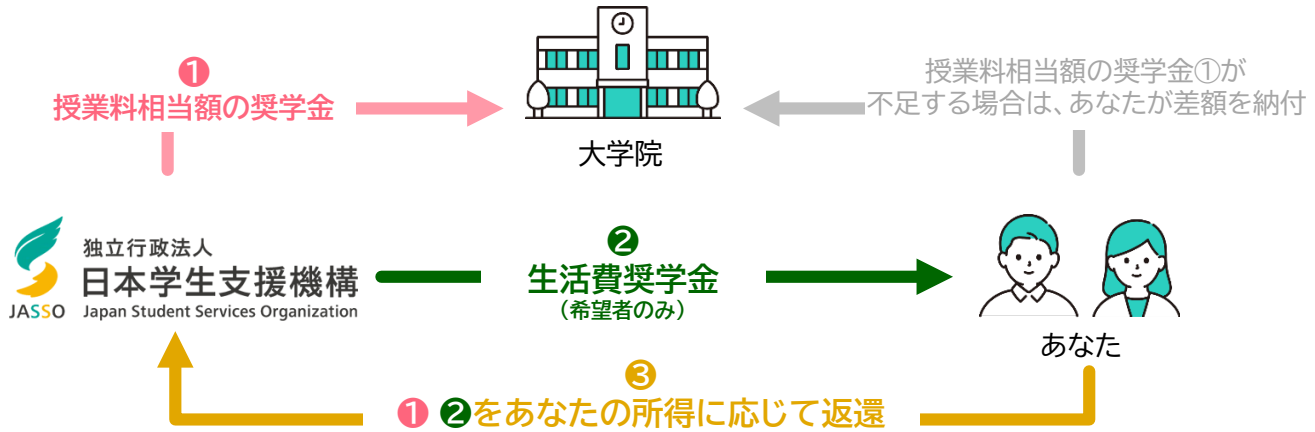 ❶
授業料相当額の奨学金
大学院
授業料相当額の奨学金①が
不足する場合は、あなたが差額を納付
独立行政法人
日本学生支援機構
JASSO Japan Student Services Organization
❷
生活費奨学金
（希望者のみ）
あなた
❸
❶ ❷をあなたの所得に応じて返還